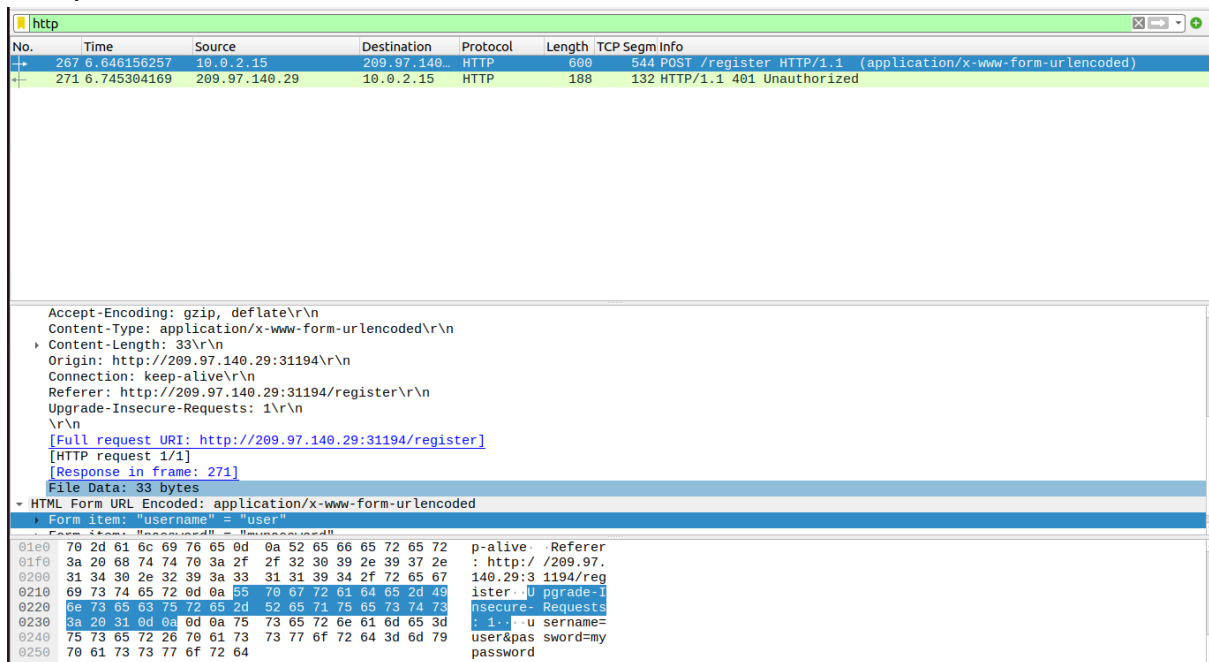 http
No. Time Source Destination Protocol Length TCP Segm Info
267 6.646156257 10.0.2.15 209.97.140… HTTP 600 544 POST /register HTTP/1.1 (application/x-www-form-urlencoded)
271 6.745304169 209.97.140.29 10.0.2.15 HTTP 188 132 HTTP/1.1 401 Unauthorized
Accept-Encoding: gzip, deflate\r\n
Content-Type: application/x-www-form-urlencoded\r\n
Content-Length: 33\r\n
Origin: http://209.97.140.29:31194\r\n
Connection: keep-alive\r\n
Referer: http://209.97.140.29:31194/register\r\n
Upgrade-Insecure-Requests: 1\r\n
\r\n
[Full request URI: http://209.97.140.29:31194/register]
[HTTP request 1/1]
[Response in frame: 271]
File Data: 33 bytes
HTML Form URL Encoded: application/x-www-form-urlencoded
Form item: "username" = "user"
Form item: "password" = "mypassword"
01e0 70 2d 61 6c 69 76 65 0d 0a 52 65 66 65 72 65 72 p-alive· ·Referer
01f0 3a 20 68 74 74 70 3a 2f 2f 32 30 39 2e 39 37 2e : http:/ /209.97.
0200 31 34 30 2e 32 39 3a 33 31 31 39 34 2f 72 65 67 140.29:3 1194/reg
0210 69 73 74 65 72 0d 0a 55 70 67 72 61 64 65 2d 49 ister··U pgrade-I
0220 6e 73 65 63 75 72 65 2d 52 65 71 75 65 73 74 73 nsecure- Requests
0230 3a 20 31 0d 0a 0d 0a 75 73 65 72 6e 61 6d 65 3d : 1····u sername=
0240 75 73 65 72 26 70 61 73 73 77 6f 72 64 3d 6d 79 user&pas sword=my
0250 70 61 73 73 77 6f 72 64 password